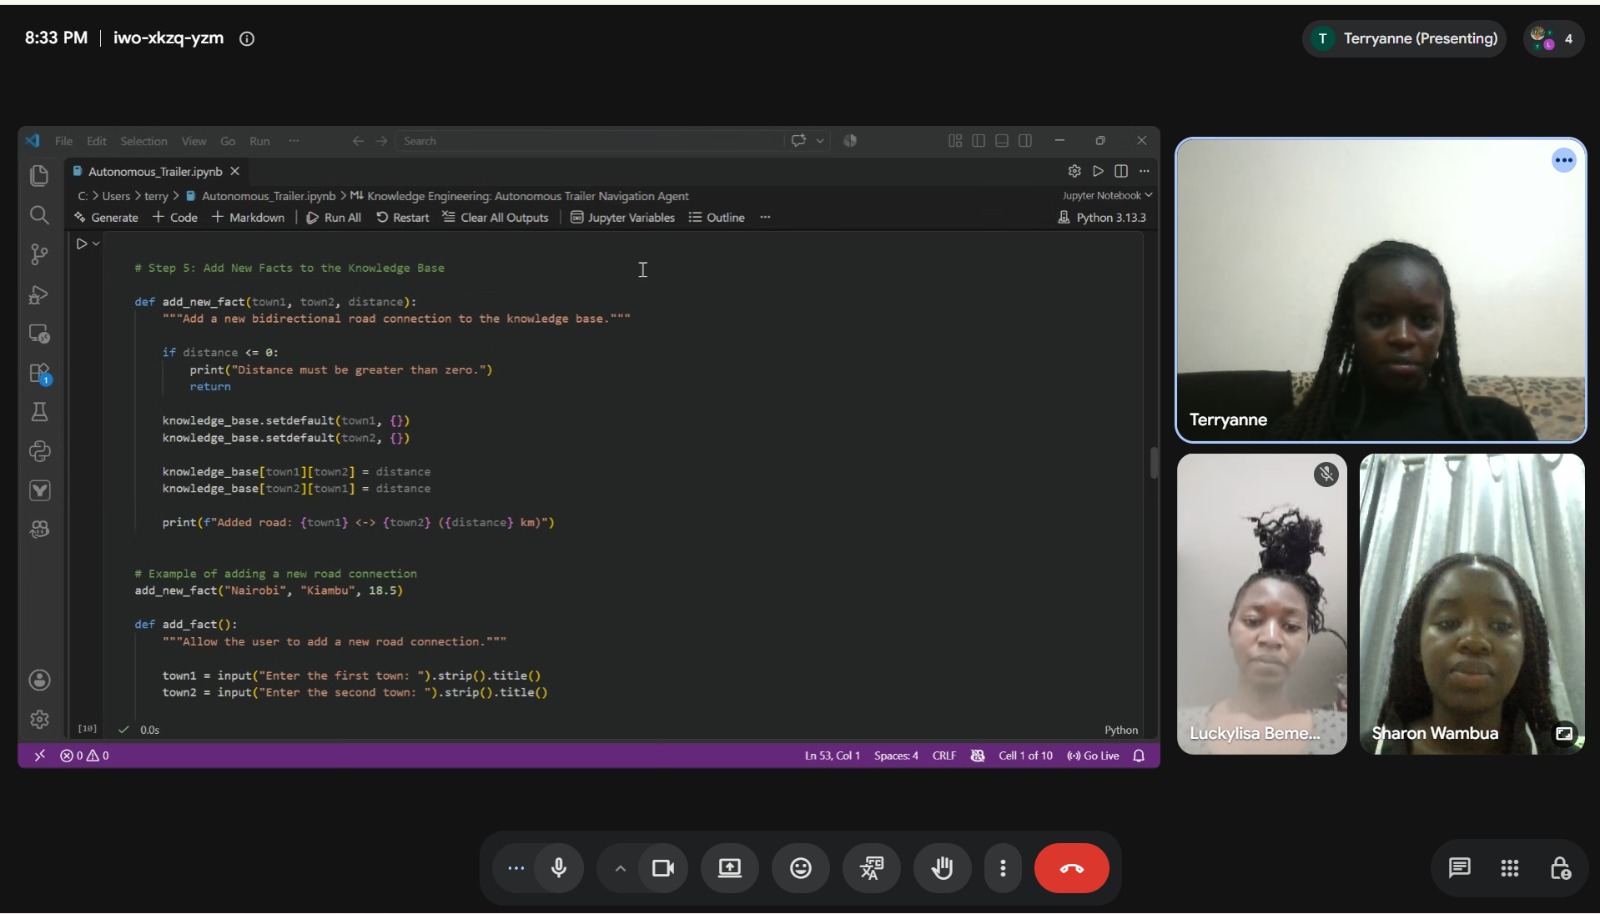 8:33 PM | iwo-xkzq-yzm
T Terryanne (Presenting)
4
File Edit Selection View Go Run ··· Search
Autonomous_Trailer.ipynb
C: > Users > terry > Autonomous_Trailer.ipynb > M↓ Knowledge Engineering: Autonomous Trailer Navigation Agent
Jupyter Notebook
Generate + Code + Markdown | Run All Restart Clear All Outputs | Jupyter Variables Outline ···
Python 3.13.3
# Step 5: Add New Facts to the Knowledge Base
def add_new_fact(town1, town2, distance):
"""Add a new bidirectional road connection to the knowledge base."""
if distance <= 0:
print("Distance must be greater than zero.")
return
knowledge_base.setdefault(town1, {})
knowledge_base.setdefault(town2, {})
knowledge_base[town1][town2] = distance
knowledge_base[town2][town1] = distance
print(f"Added road: {town1} <-> {town2} ({distance} km)")
# Example of adding a new road connection
add_new_fact("Nairobi", "Kiambu", 18.5)
def add_fact():
"""Allow the user to add a new road connection."""
town1 = input("Enter the first town: ").strip().title()
town2 = input("Enter the second town: ").strip().title()
[10] 0.0s
Python
0 0
Ln 53, Col 1 Spaces: 4 CRLF Cell 1 of 10 Go Live
1
Terryanne
Luckylisa Beme...
Sharon Wambua